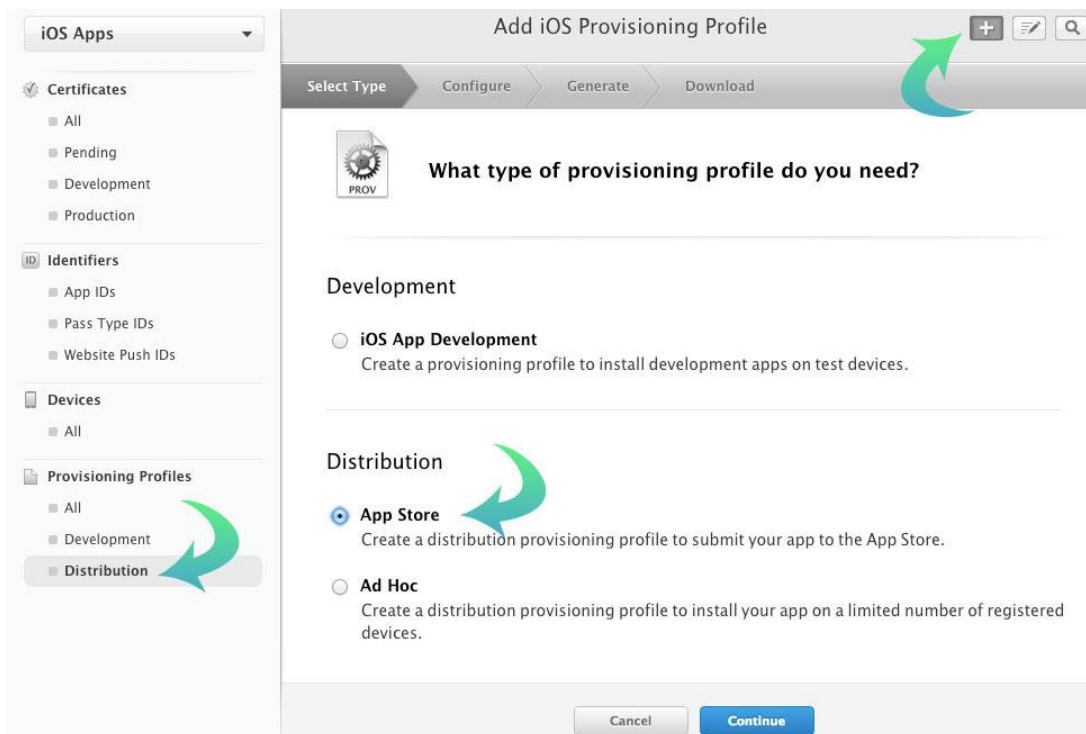 iOS Apps
Certificates
All
Pending
Development
Production
ID Identifiers
App IDs
Pass Type IDs
Website Push IDs
Devices
All
Provisioning Profiles
All
Development
Distribution
Add iOS Provisioning Profile
Select Type
Configure
Generate
Download
PROV
What type of provisioning profile do you need?
Development
iOS App Development
Create a provisioning profile to install development apps on test devices.
Distribution
App Store
Create a distribution provisioning profile to submit your app to the App Store.
Ad Hoc
Create a distribution provisioning profile to install your app on a limited number of registered
devices.
Cancel
Continue